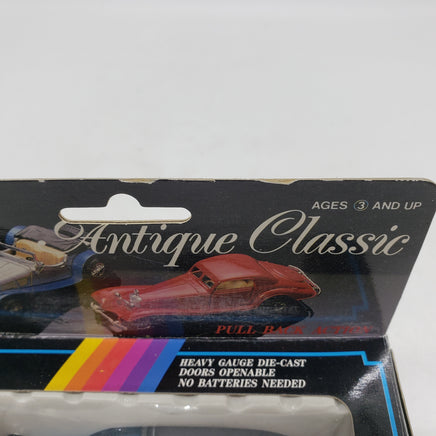 AGES ③ AND UP
Antique Classic
PULL BACK ACTION
HEAVY GAUGE DIE-CAST
DOORS OPENABLE
NO BATTERIES NEEDED